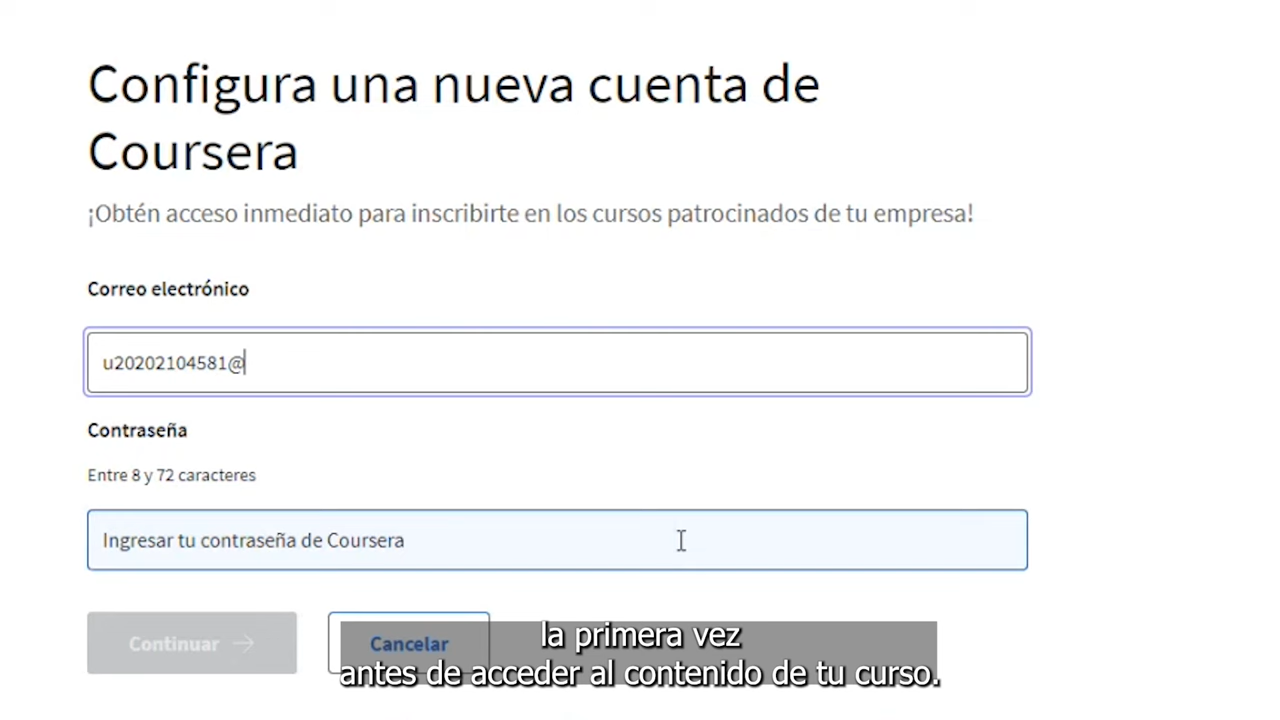 Configura una nueva cuenta de
Coursera
¡Obtén acceso inmediato para inscribirte en los cursos patrocinados de tu empresa!
Correo electrónico
u20202104581@
Contraseña
Entre 8 y 72 caracteres
Ingresar tu contraseña de Coursera
Continuar → Cancelar
la primera vez
antes de acceder al contenido de tu curso.